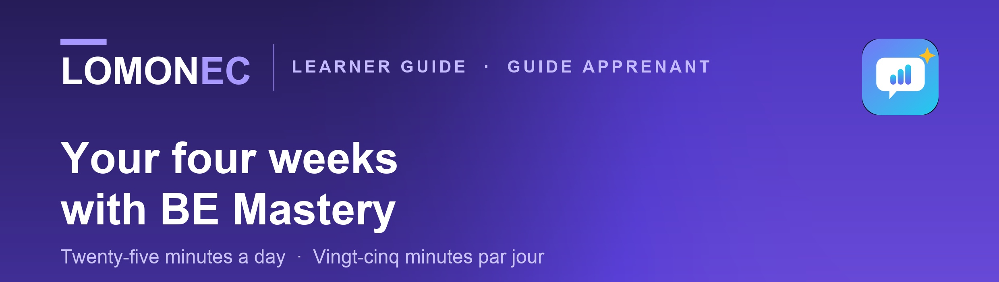 LOMONEC
LEARNER GUIDE · GUIDE APPRENANT
Your four weeks
with BE Mastery
Twenty-five minutes a day · Vingt-cinq minutes par jour